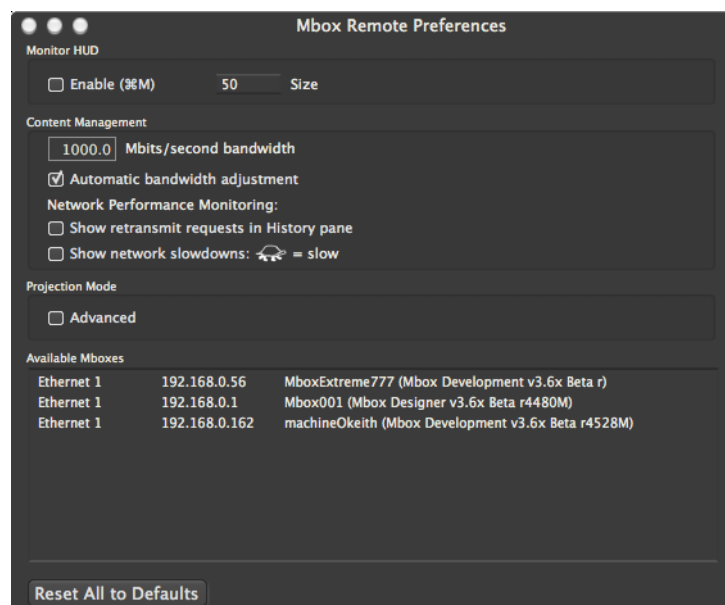 Mbox Remote Preferences
Monitor HUD
Enable (⌘M) 50 Size
Content Management
1000.0 Mbits/second bandwidth
Automatic bandwidth adjustment
Network Performance Monitoring:
Show retransmit requests in History pane
Show network slowdowns: = slow
Projection Mode
Advanced
Available Mboxes
Ethernet 1 192.168.0.56 MboxExtreme777 (Mbox Development v3.6x Beta r)
Ethernet 1 192.168.0.1 Mbox001 (Mbox Designer v3.6x Beta r4480M)
Ethernet 1 192.168.0.162 machineOkeith (Mbox Development v3.6x Beta r4528M)
Reset All to Defaults